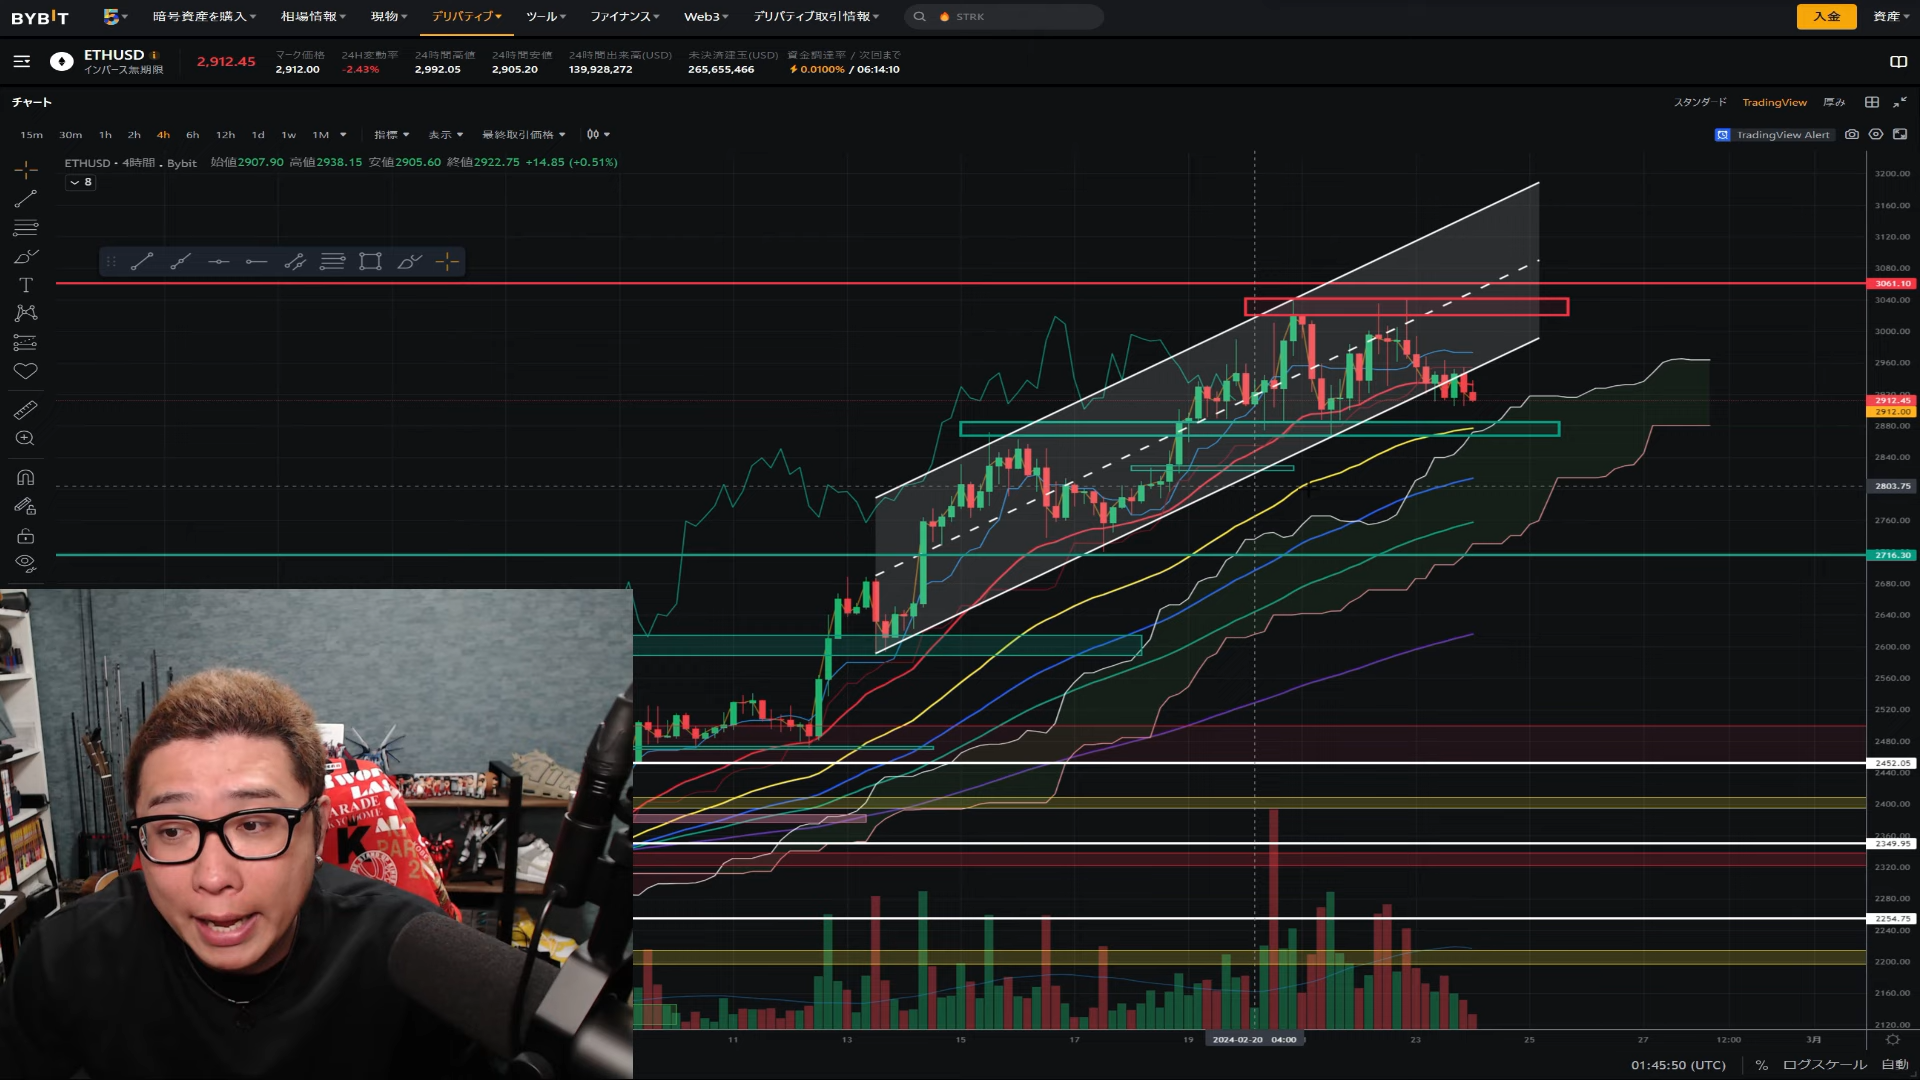 BYBIT 暗号資産を購入 相場情報 現物 デリバティブ ツール ファイナンス Web3 デリバティブ取引情報 STRK 入金 資産
ETHUSD
インバース無期限
2,912.45
マーク価格 24H変動率 24時間高値 24時間安値 24時間出来高(USD) 未決済建玉(USD) 資金調達率 / 次回まで
2,912.00 -2.43% 2,992.05 2,905.20 139,928,272 265,655,466 0.0100% / 06:14:10
チャート
スタンダード TradingView 厚み
15m 30m 1h 2h 4h 6h 12h 1d 1w 1M 指標 表示 最終取引価格
TradingView Alert
ETHUSD・4時間・Bybit 始値2907.90 高値2938.15 安値2905.60 終値2922.75 +14.85 (+0.51%)
8
3200.00
3160.00
3120.00
3080.00
3061.10
3040.00
3000.00
2960.00
2912.45
2912.00
2880.00
2840.00
2803.75
2760.00
2716.30
2680.00
2640.00
2600.00
2560.00
2520.00
2480.00
2452.05
2440.00
2400.00
2349.95
2320.00
2280.00
2254.75
2240.00
2200.00
2160.00
2120.00
11 13 15 17 19 2024-02-20 04:00 23 25 27 12:00 3月
01:45:50 (UTC) % ログスケール 自動